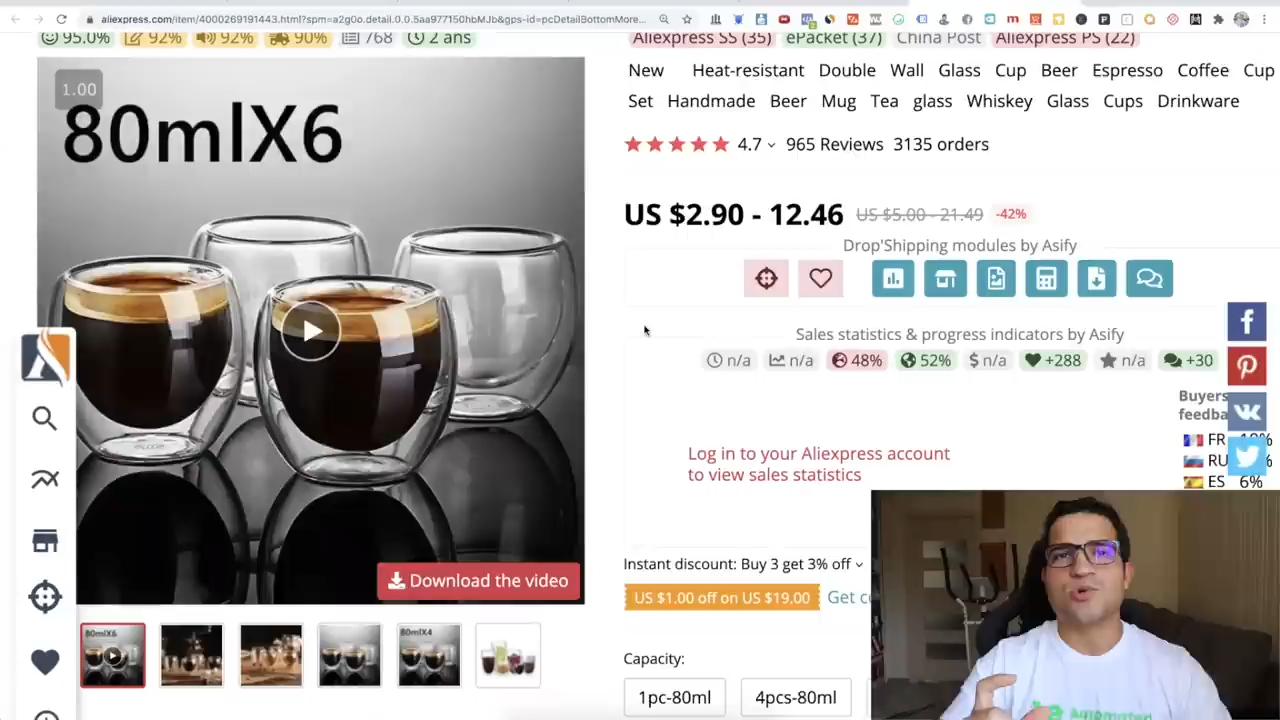 aliexpress.com/item/4000269191443.html?spm=a2g0o.detail.0.0.5aa977150hbMJb&gps-id=pcDetailBottomMore...
95.0% 92% 92% 90% 768 2 ans
Aliexpress SS (35) ePacket (37) China Post Aliexpress PS (22)
1.00
80mlX6
New Heat-resistant Double Wall Glass Cup Beer Espresso Coffee Cup
Set Handmade Beer Mug Tea glass Whiskey Glass Cups Drinkware
4.7 965 Reviews 3135 orders
US $2.90 - 12.46 US $5.00 - 21.49 -42%
Drop'Shipping modules by Asify
Sales statistics & progress indicators by Asify
n/a n/a 48% 52% $ n/a +288 n/a +30
Buyers
feedba
FR
RU
ES 6%
Log in to your Aliexpress account
to view sales statistics
Download the video
Instant discount: Buy 3 get 3% off
US $1.00 off on US $19.00 Get
80mlX6
80mlX4
Capacity:
1pc-80ml 4pcs-80ml
Automated